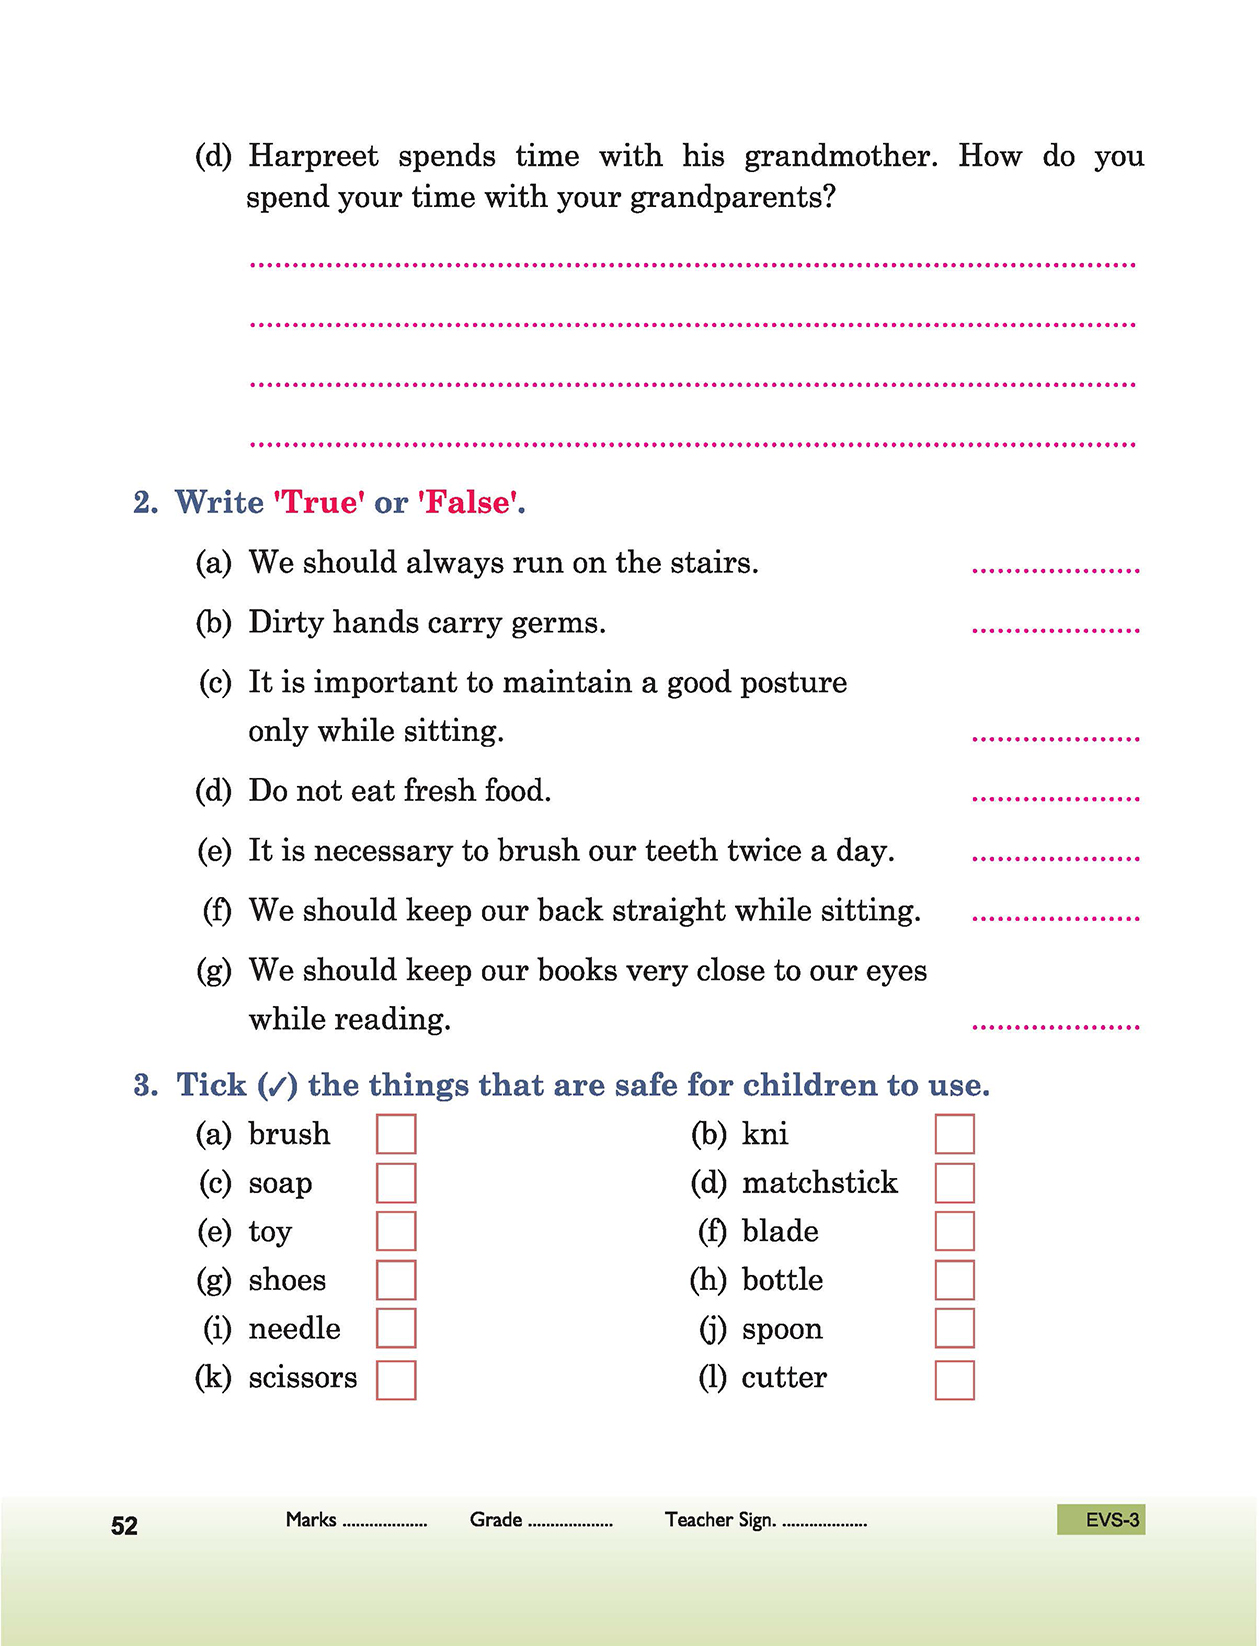 (d) Harpreet spends time with his grandmother. How do you
spend your time with your grandparents?
....................
....................
....................
....................
2. Write 'True' or 'False'.
(a) We should always run on the stairs. ....................
(b) Dirty hands carry germs. ....................
(c) It is important to maintain a good posture
only while sitting. ....................
(d) Do not eat fresh food. ....................
(e) It is necessary to brush our teeth twice a day. ....................
(f) We should keep our back straight while sitting. ....................
(g) We should keep our books very close to our eyes
while reading. ....................
3. Tick (✓) the things that are safe for children to use.
(a) brush (b) kni
(c) soap (d) matchstick
(e) toy (f) blade
(g) shoes (h) bottle
(i) needle (j) spoon
(k) scissors (l) cutter
52 Marks .................. Grade .................. Teacher Sign. .................. EVS-3